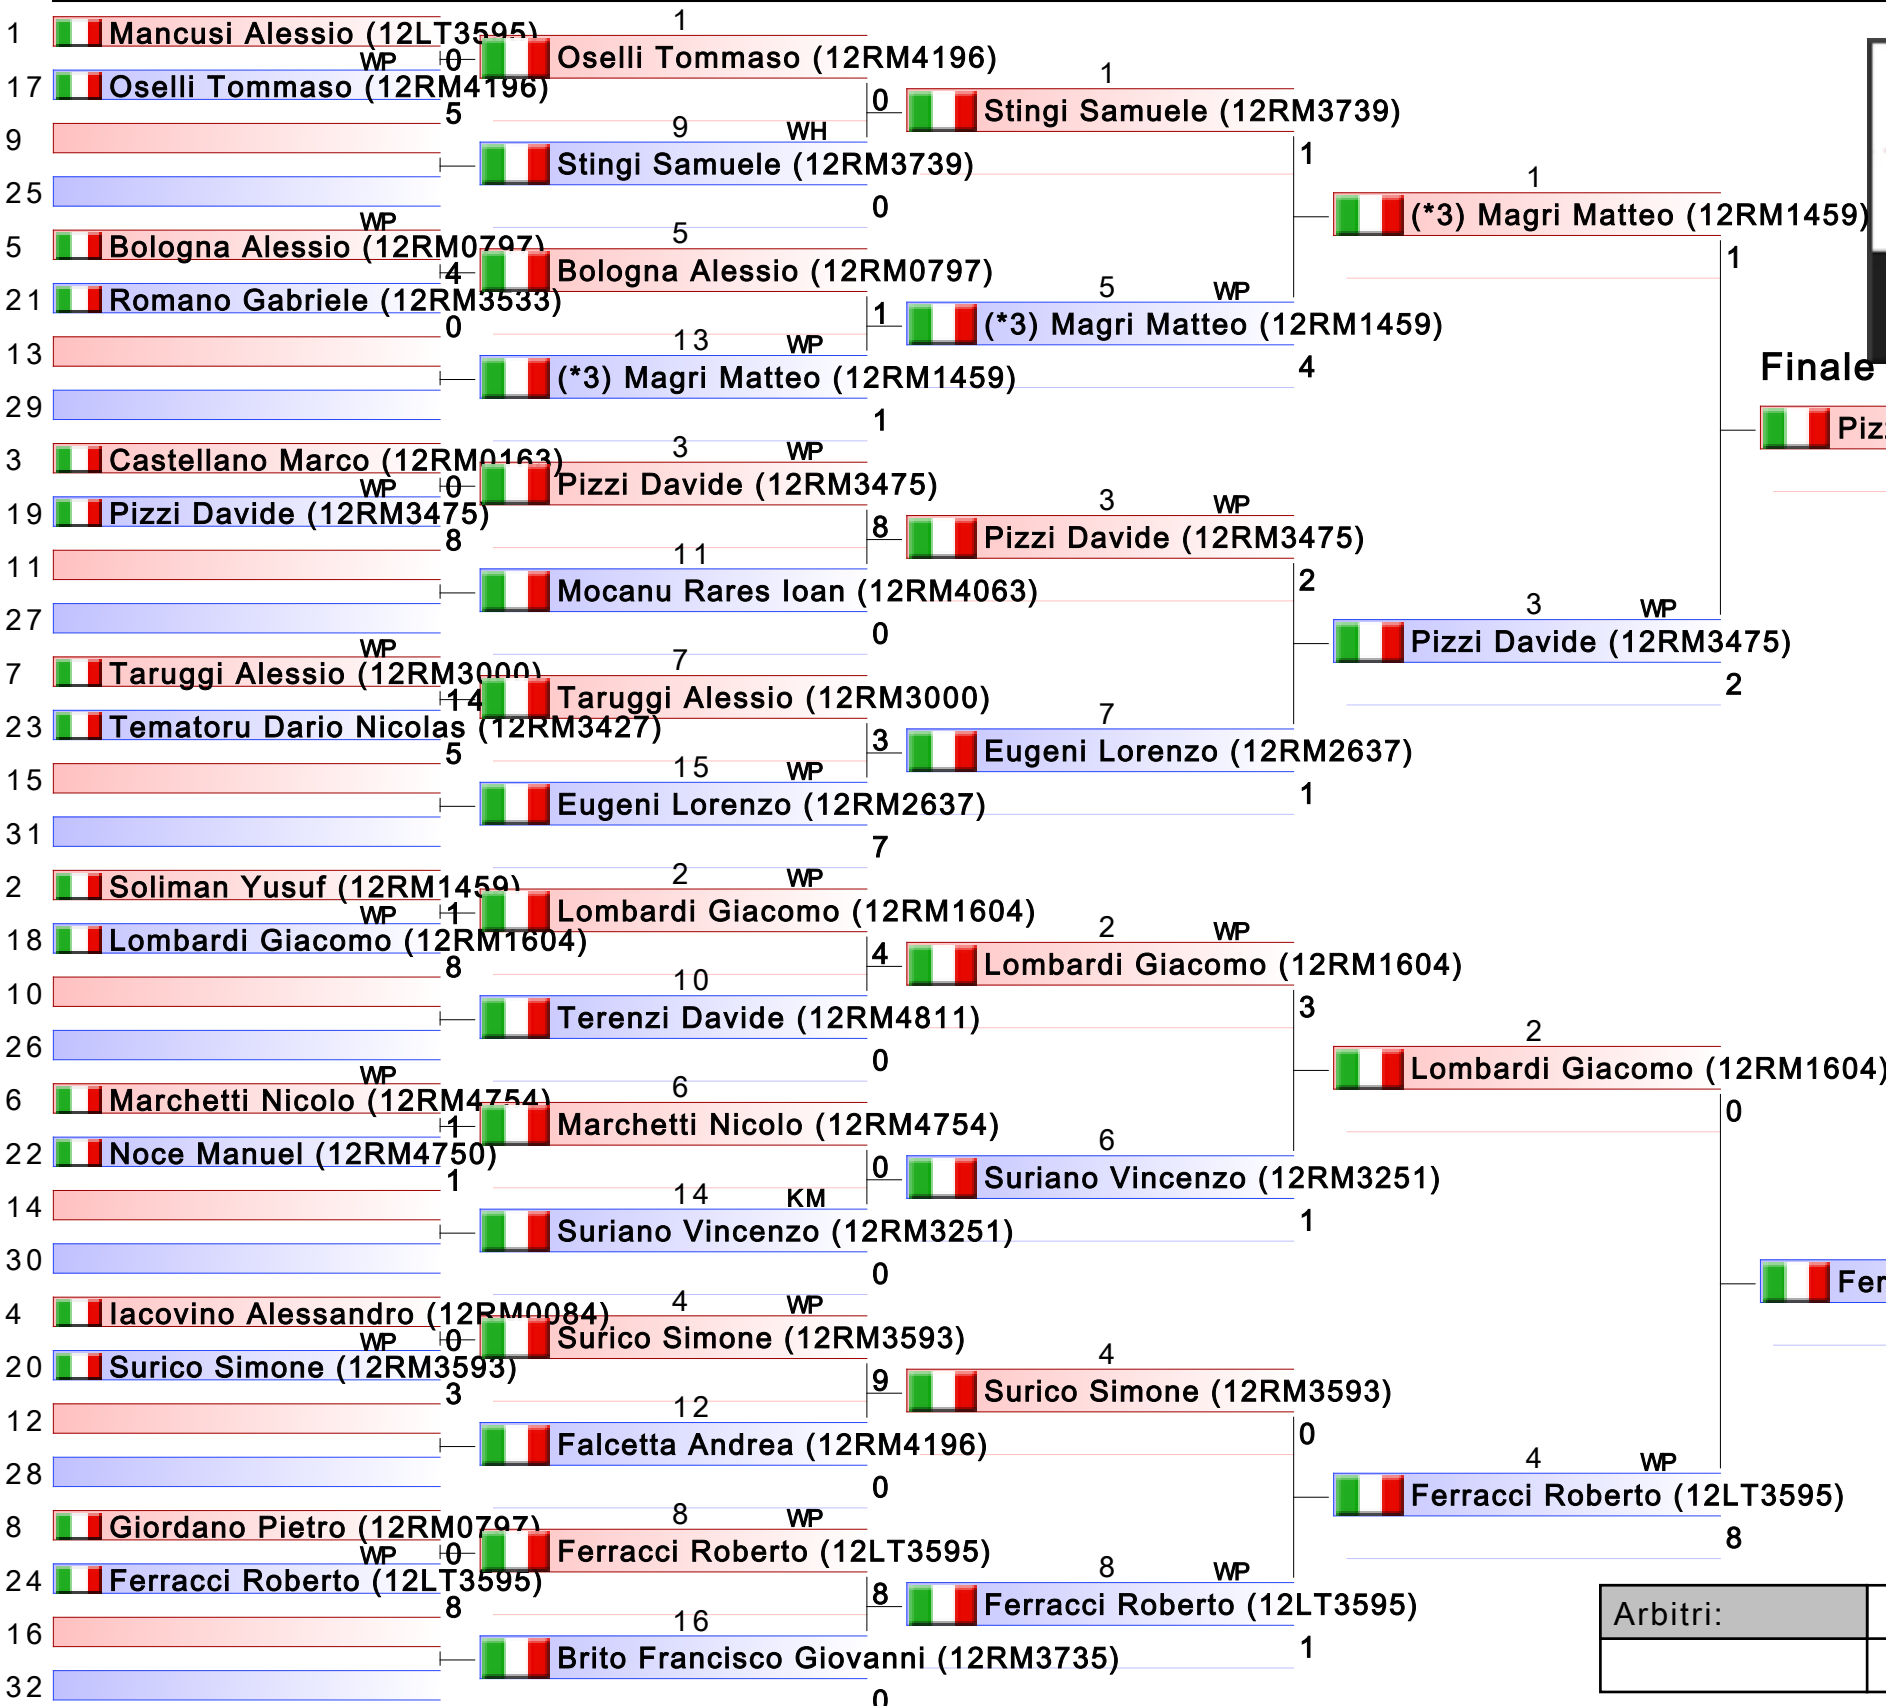 1 Mancusi Alessio (12LT3595)
WP 0
17 Oselli Tommaso (12RM4196)
5
9
25
WP
5 Bologna Alessio (12RM0797)
4
21 Romano Gabriele (12RM3533)
0
13
29
3 Castellano Marco (12RM0163)
WP 0
19 Pizzi Davide (12RM3475)
8
11
27
WP
7 Taruggi Alessio (12RM3000)
14
23 Tematoru Dario Nicolas (12RM3427)
5
15
31
2 Soliman Yusuf (12RM1459)
WP 1
18 Lombardi Giacomo (12RM1604)
8
10
26
WP
6 Marchetti Nicolo (12RM4754)
1
22 Noce Manuel (12RM4750)
1
14
30
4 Iacovino Alessandro (12RM0084)
WP 0
20 Surico Simone (12RM3593)
3
12
28
8 Giordano Pietro (12RM0797)
WP 0
24 Ferracci Roberto (12LT3595)
8
16
32
1
Oselli Tommaso (12RM4196)
0
9 WH
Stingi Samuele (12RM3739)
0
5
Bologna Alessio (12RM0797)
1
13 WP
(*3) Magri Matteo (12RM1459)
1
3 WP
Pizzi Davide (12RM3475)
8
11
Mocanu Rares Ioan (12RM4063)
0
7
Taruggi Alessio (12RM3000)
3
15 WP
Eugeni Lorenzo (12RM2637)
7
2 WP
Lombardi Giacomo (12RM1604)
4
10
Terenzi Davide (12RM4811)
0
6
Marchetti Nicolo (12RM4754)
0
14 KM
Suriano Vincenzo (12RM3251)
0
4 WP
Surico Simone (12RM3593)
9
12
Falcetta Andrea (12RM4196)
0
8 WP
Ferracci Roberto (12LT3595)
8
16
Brito Francisco Giovanni (12RM3735)
0
1
Stingi Samuele (12RM3739)
1
5 WP
(*3) Magri Matteo (12RM1459)
4
3 WP
Pizzi Davide (12RM3475)
2
7
Eugeni Lorenzo (12RM2637)
1
2 WP
Lombardi Giacomo (12RM1604)
3
6
Suriano Vincenzo (12RM3251)
1
4
Surico Simone (12RM3593)
0
8 WP
Ferracci Roberto (12LT3595)
1
1
(*3) Magri Matteo (12RM1459)
1
3 WP
Pizzi Davide (12RM3475)
2
2
Lombardi Giacomo (12RM1604)
0
4 WP
Ferracci Roberto (12LT3595)
8
Finale
Arbitri: